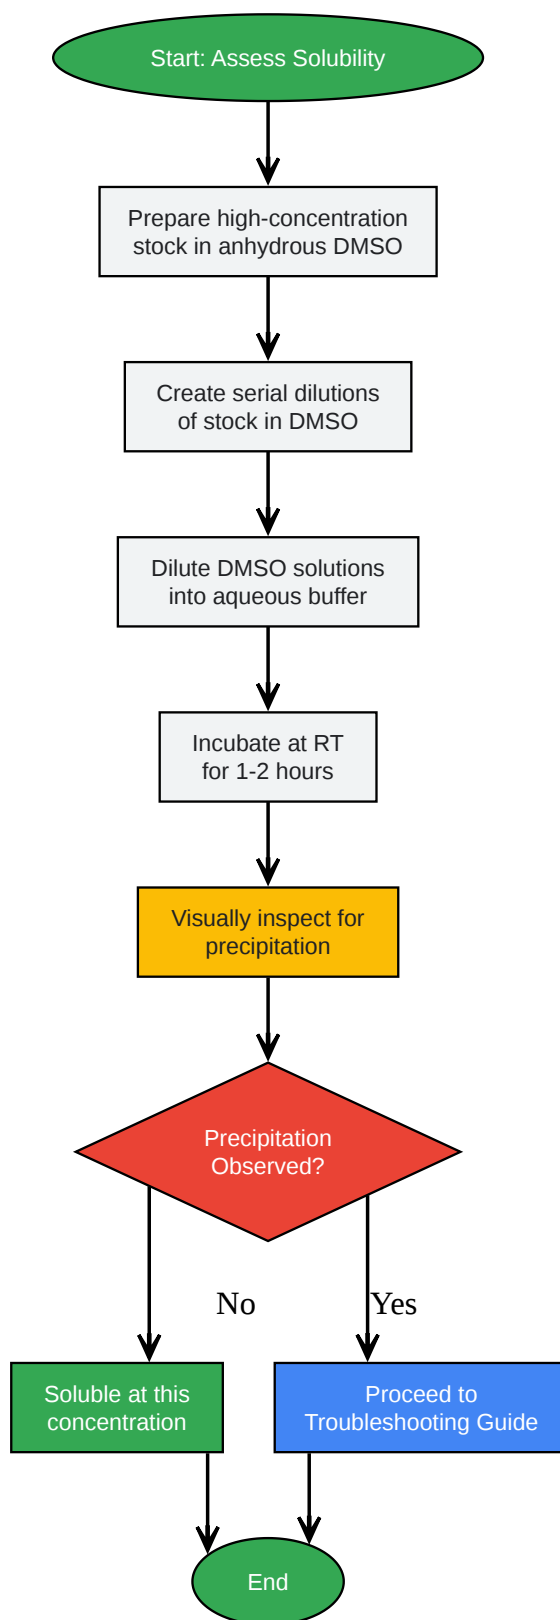 Start: Assess Solubility
Prepare high-concentration
stock in anhydrous DMSO
Create serial dilutions
of stock in DMSO
Dilute DMSO solutions
into aqueous buffer
Incubate at RT
for 1-2 hours
Visually inspect for
precipitation
Precipitation
Observed?
No
Yes
Soluble at this
concentration
Proceed to
Troubleshooting Guide
End